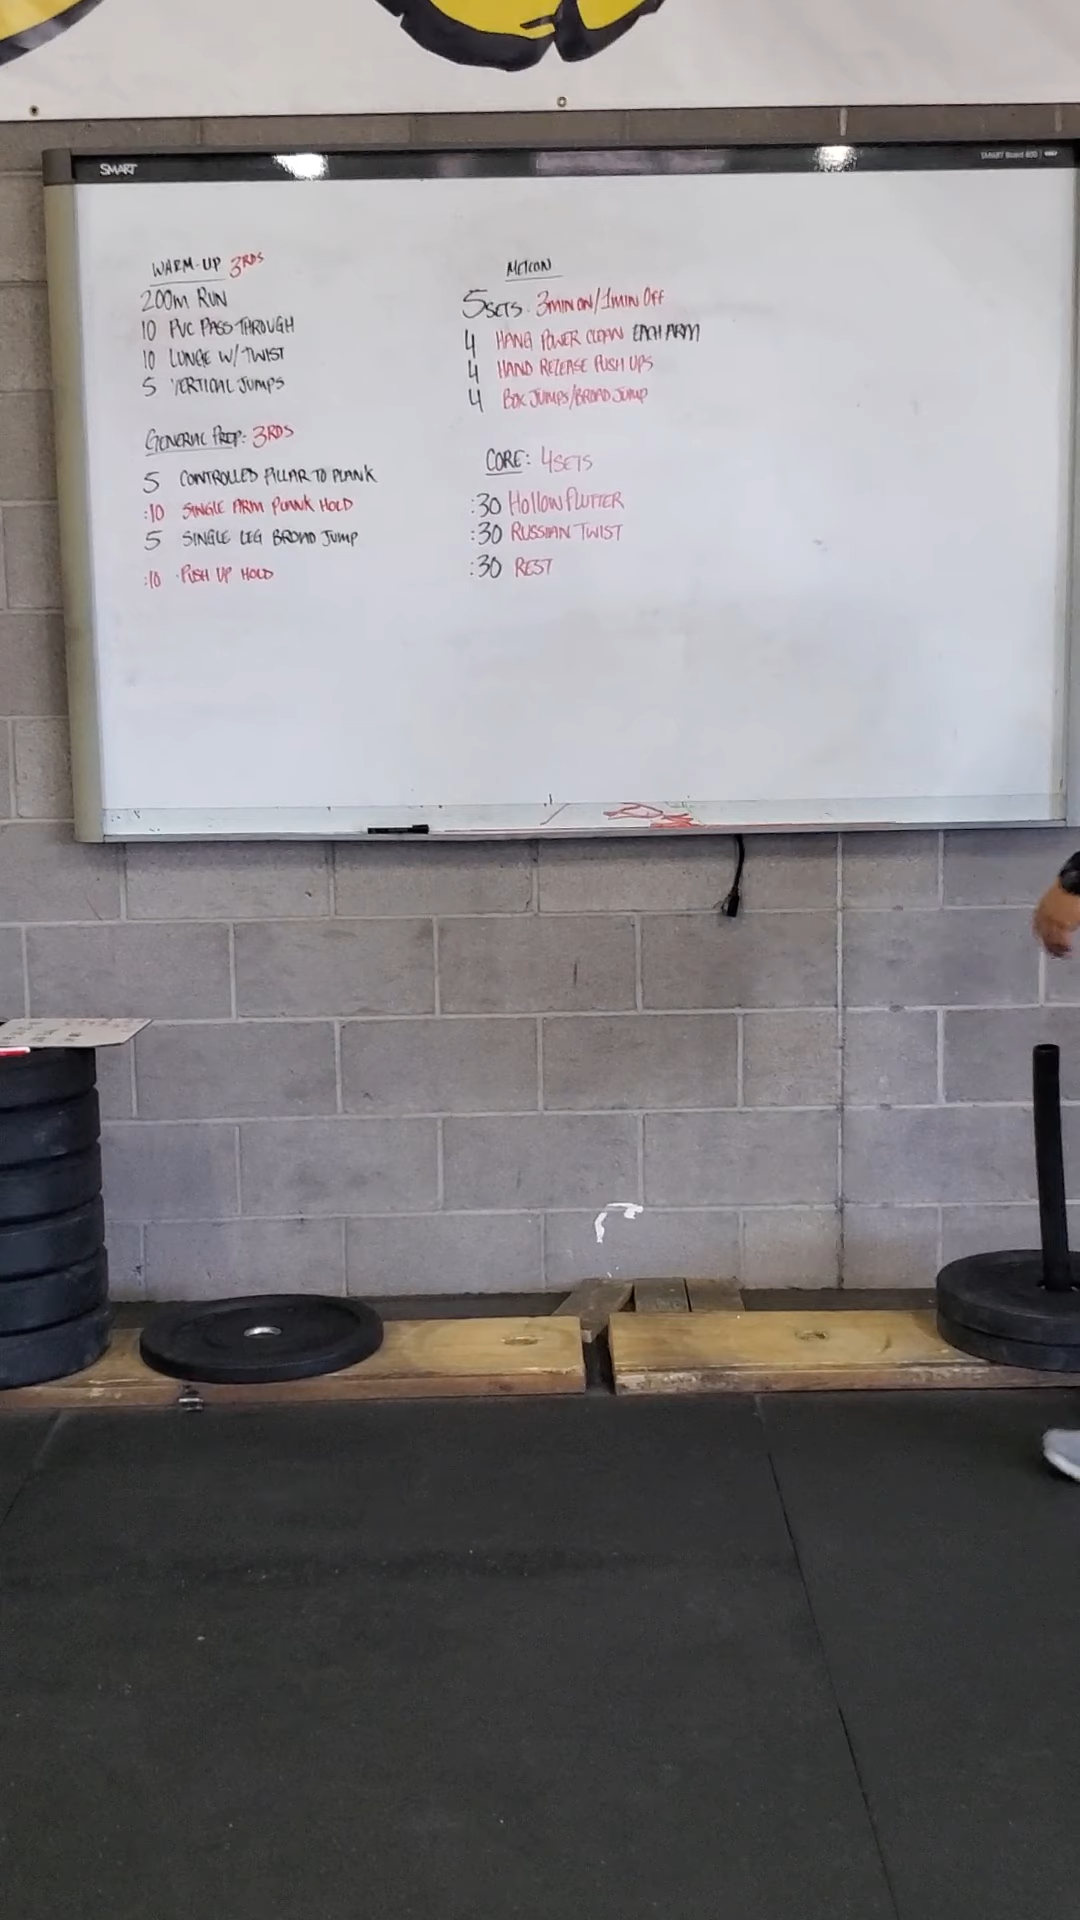 SMART
SMART Board 600
WARM-UP 3RDS
200m RUN
10 PVC PASS THROUGH
10 LUNGE W/ TWIST
5 VERTICAL JUMPS
GENERAL PREP: 3RDS
5 CONTROLLED PILLAR TO PLANK
:10 SINGLE ARM PLANK HOLD
5 SINGLE LEG BROAD JUMP
:10 PUSH UP HOLD
METCON
5 SETS: 3MIN ON/1MIN OFF
4 HANG POWER CLEAN EACH ARM
4 HAND RELEASE PUSH UPS
4 BOX JUMPS/BROAD JUMP
CORE: 4 SETS
:30 HOLLOW FLUTTER
:30 RUSSIAN TWIST
:30 REST